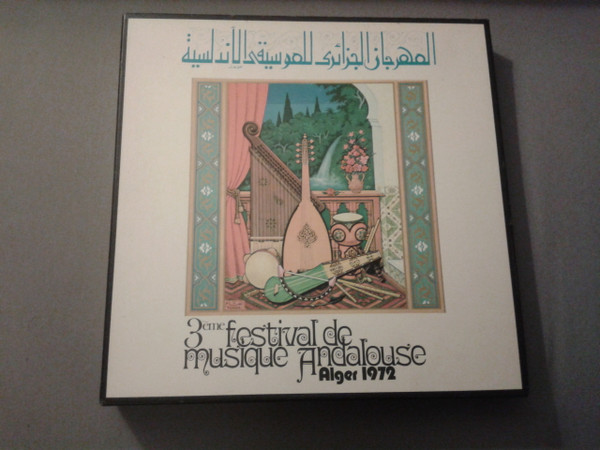 المهرجان الجزائري للموسيقى الأندلسية
3ème festival de
musique Andalouse
Alger 1972